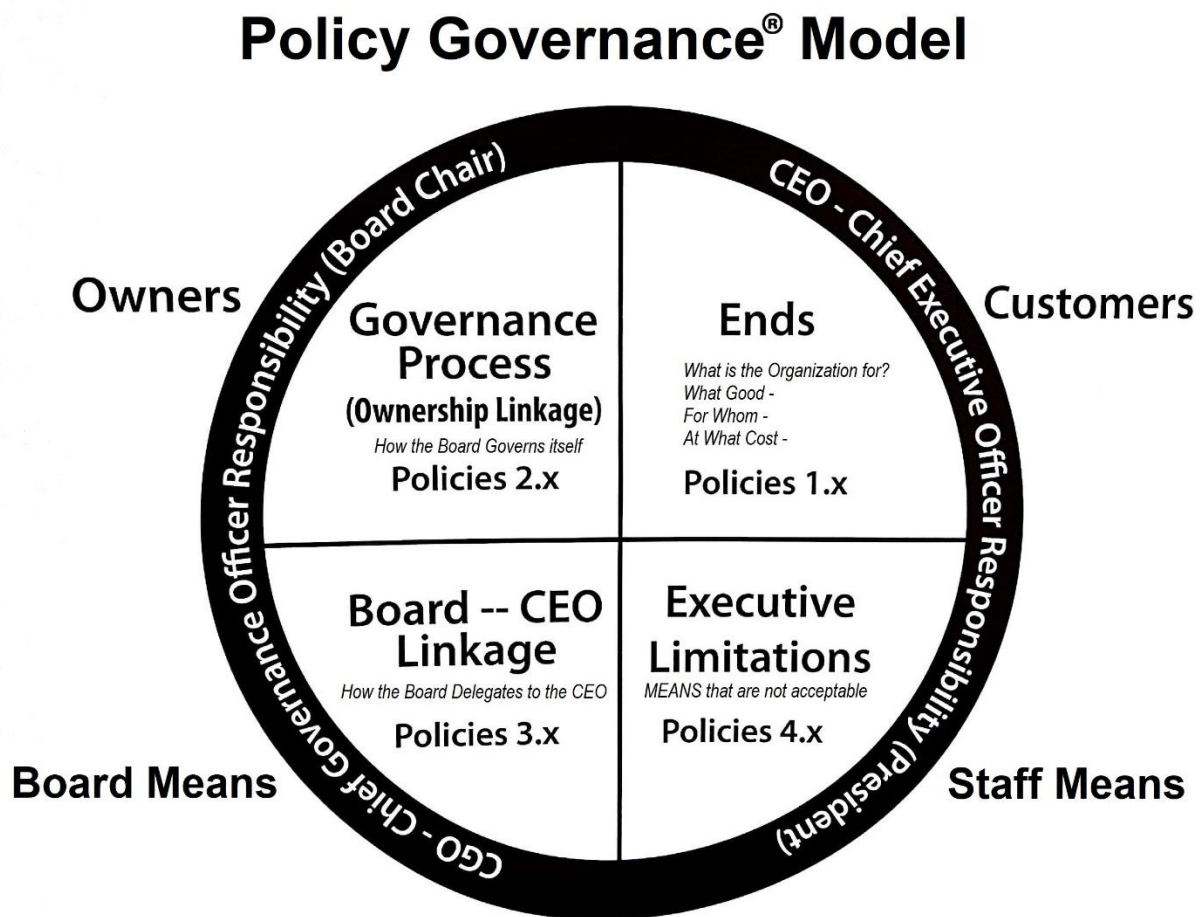 Policy Governance® Model
CGO - Chief Governance Officer Responsibility (Board Chair)
CEO - Chief Executive Officer Responsibility (President)
Owners
Customers
Governance
Process
(Ownership Linkage)
How the Board Governs itself
Policies 2.x
Ends
What is the Organization for?
What Good -
For Whom -
At What Cost -
Policies 1.x
Board -- CEO
Linkage
How the Board Delegates to the CEO
Policies 3.x
Executive
Limitations
MEANS that are not acceptable
Policies 4.x
Board Means
Staff Means